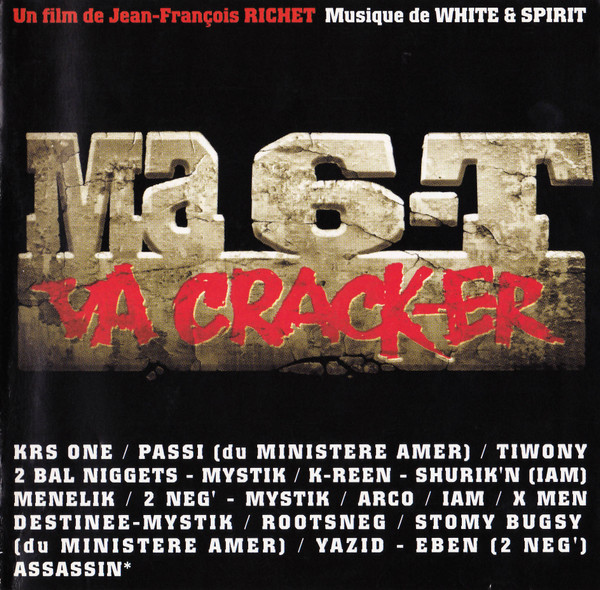 Un film de Jean-François RICHET Musique de WHITE & SPIRIT
Ma 6-T
VA CRACK-ER
KRS ONE / PASSI (du MINISTERE AMER) / TIWONY
2 BAL NIGGETS - MYSTIK / K-REEN - SHURIK'N (IAM)
MENELIK / 2 NEG' - MYSTIK / ARCO / IAM / X MEN
DESTINEE-MYSTIK / ROOTSNEG / STOMY BUGSY
(du MINISTERE AMER) / YAZID - EBEN (2 NEG')
ASSASSIN*